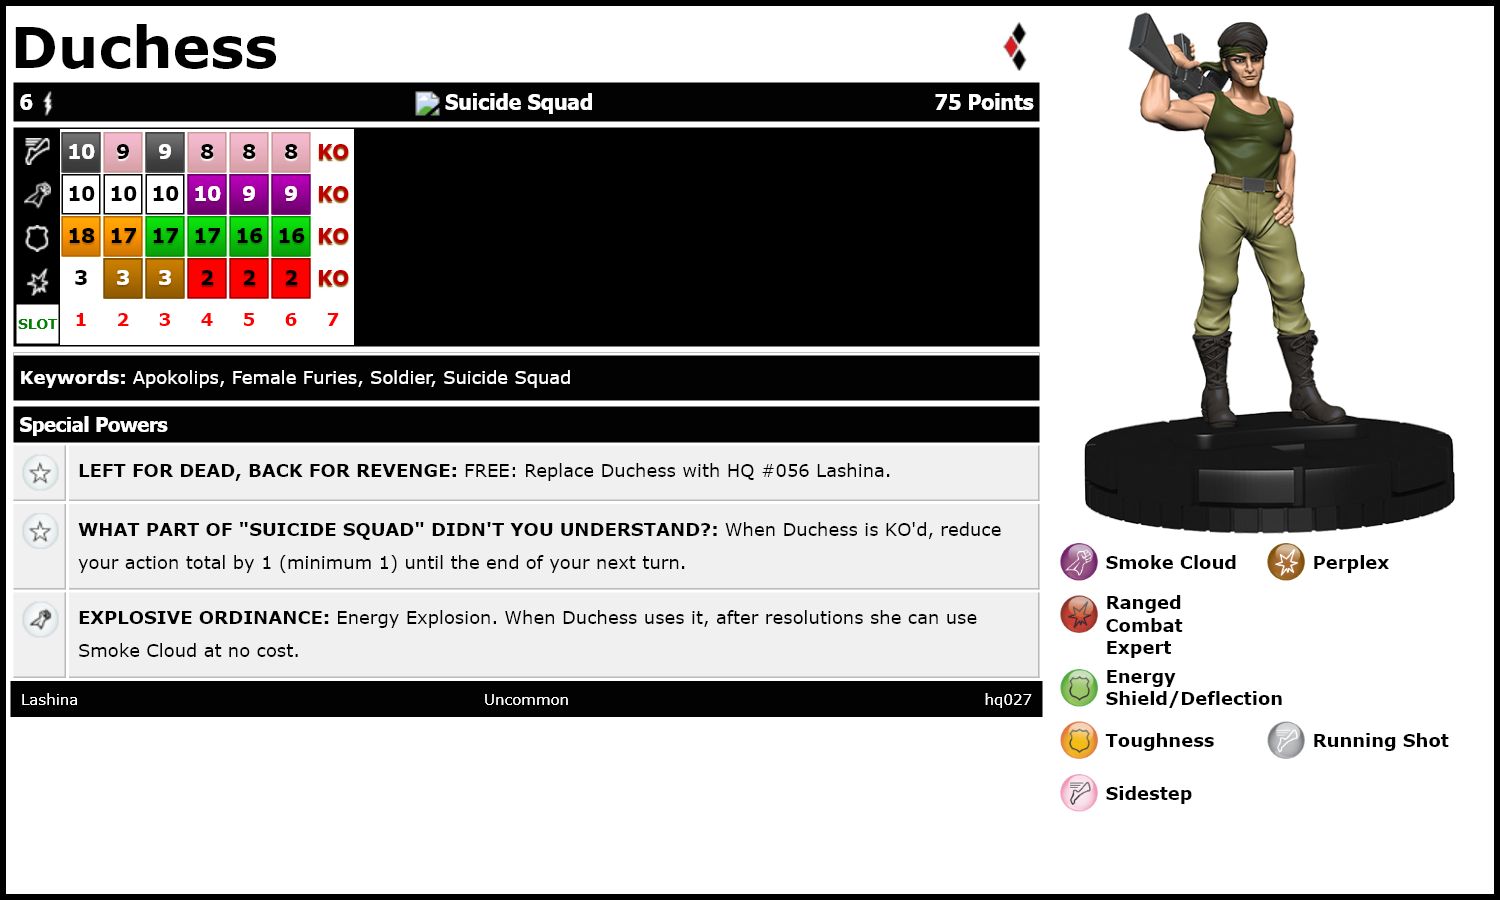 Duchess
6 Suicide Squad 75 Points
10 9 9 8 8 8 KO
10 10 10 10 9 9 KO
18 17 17 17 16 16 KO
3 3 3 2 2 2 KO
SLOT 1 2 3 4 5 6 7
Keywords: Apokolips, Female Furies, Soldier, Suicide Squad
Special Powers
LEFT FOR DEAD, BACK FOR REVENGE: FREE: Replace Duchess with HQ #056 Lashina.
WHAT PART OF "SUICIDE SQUAD" DIDN'T YOU UNDERSTAND?: When Duchess is KO'd, reduce
your action total by 1 (minimum 1) until the end of your next turn.
EXPLOSIVE ORDINANCE: Energy Explosion. When Duchess uses it, after resolutions she can use
Smoke Cloud at no cost.
Lashina Uncommon hq027
Smoke Cloud Perplex
Ranged
Combat
Expert
Energy
Shield/Deflection
Toughness Running Shot
Sidestep